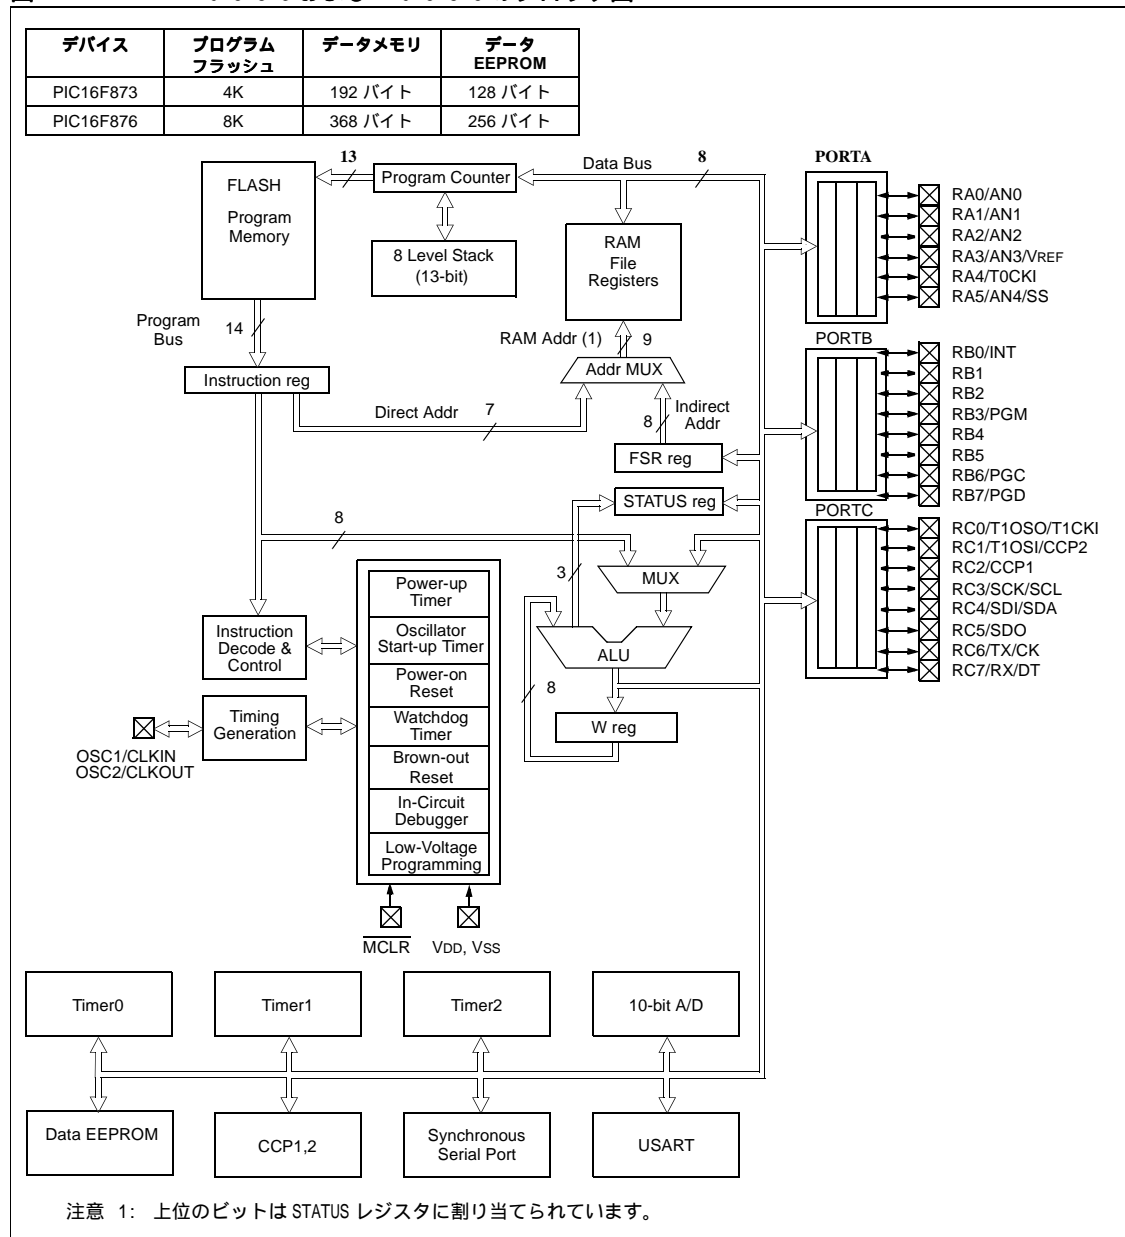 デバイス プログラム データメモリ データ
フラッシュ EEPROM
PIC16F873 4K 192 バイト 128 バイト
PIC16F876 8K 368 バイト 256 バイト
13
Program Counter
Data Bus
8
PORTA
FLASH
Program
Memory
8 Level Stack
(13-bit)
RAM
File
Registers
RA0/AN0
RA1/AN1
RA2/AN2
RA3/AN3/VREF
RA4/T0CKI
RA5/AN4/SS
Program
Bus
14
RAM Addr (1)
9
PORTB
Instruction reg
Addr MUX
RB0/INT
RB1
RB2
RB3/PGM
RB4
RB5
RB6/PGC
RB7/PGD
Direct Addr
7
8
Indirect
Addr
FSR reg
STATUS reg
PORTC
8
RC0/T1OSO/T1CKI
RC1/T1OSI/CCP2
RC2/CCP1
RC3/SCK/SCL
RC4/SDI/SDA
RC5/SDO
RC6/TX/CK
RC7/RX/DT
3
MUX
Power-up
Timer
Instruction
Decode &
Control
Oscillator
Start-up Timer
ALU
Power-on
Reset
8
Timing
Generation
Watchdog
Timer
W reg
OSC1/CLKIN
OSC2/CLKOUT
Brown-out
Reset
In-Circuit
Debugger
Low-Voltage
Programming
MCLR
VDD, VSS
Timer0
Timer1
Timer2
10-bit A/D
Data EEPROM
CCP1,2
Synchronous
Serial Port
USART
注意 1: 上位のビットは STATUS レジスタに割り当てられています。